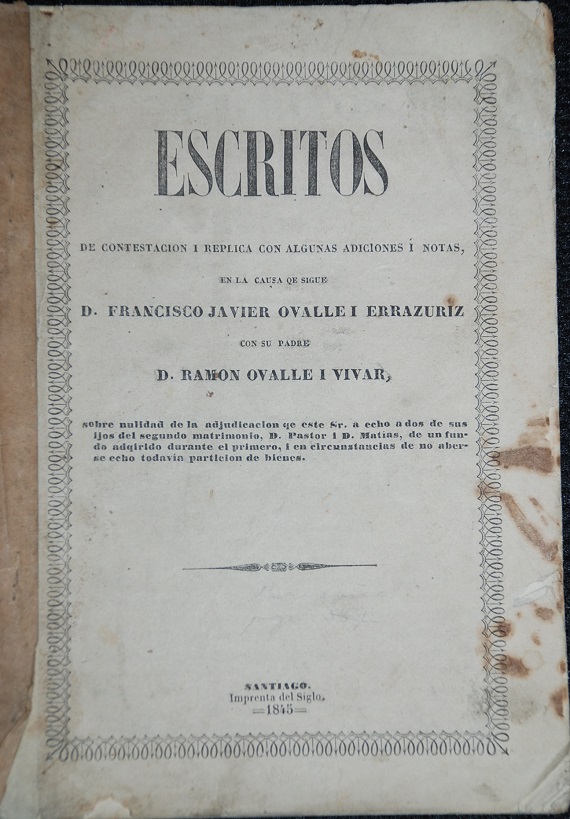 ESCRITOS
DE CONTESTACION I REPLICA CON ALGUNAS ADICIONES I NOTAS,
EN LA CAUSA QE SIGUE
D. FRANCISCO JAVIER OVALLE I ERRAZURIZ
CON SU PADRE
D. RAMON OVALLE I VIVAR,
sobre nulidad de la adjudicacion qe este Sr. a echo a dos de sus
ijos del segundo matrimonio, D. Pastor i D. Matias, de un fun-
do adqirido durante el primero, i en circunstancias de no aber-
se echo todavia particion de bienes.
SANTIAGO.
Imprenta del Siglo,
=1845=